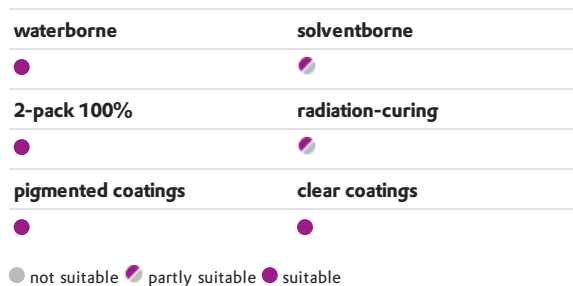 waterborne solventborne
2-pack 100% radiation-curing
pigmented coatings clear coatings
not suitable partly suitable suitable